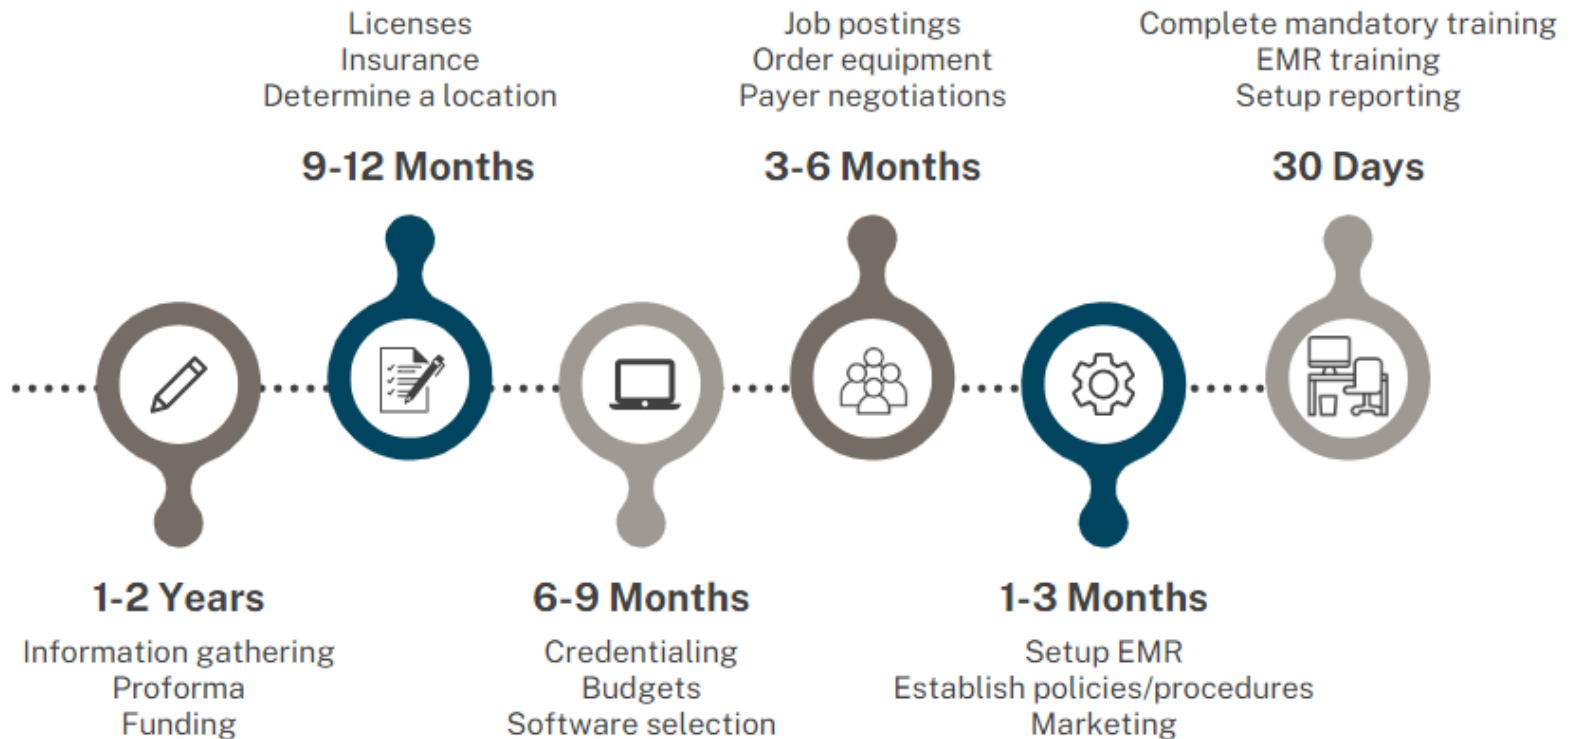 Licenses
Insurance
Determine a location
9-12 Months
Job postings
Order equipment
Payer negotiations
3-6 Months
Complete mandatory training
EMR training
Setup reporting
30 Days
1-2 Years
Information gathering
Proforma
Funding
6-9 Months
Credentialing
Budgets
Software selection
1-3 Months
Setup EMR
Establish policies/procedures
Marketing